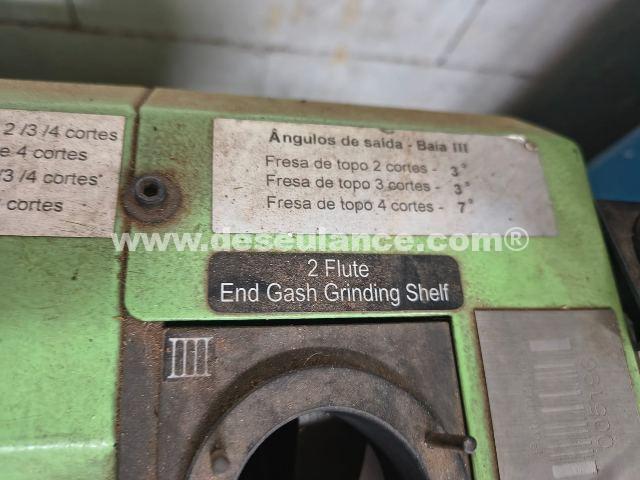 2 /3 /4 cortes
e 4 cortes
/3 /4 cortes*
cortes
Ângulos de saída - Baia III
Fresa de topo 2 cortes - 3°
Fresa de topo 3 cortes - 3°
Fresa de topo 4 cortes - 7°
www.deseulance.com®
2 Flute
End Gash Grinding Shelf
III